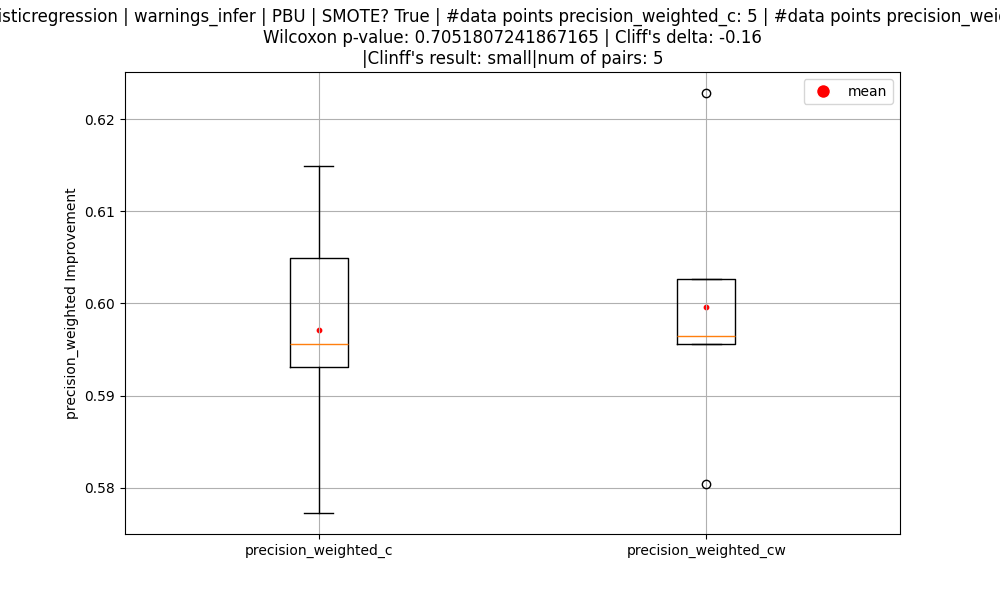 | warnings_infer | PBU | SMOTE? True | #data points precision_weighted_c: 5 | #data points
Wilcoxon p-value: 0.7051807241867165 | Cliff's delta: -0.16
|Clinff's result: small|num of pairs: 5
mean
0.62
0.61
0.60
0.59
0.58
precision_weighted Improvement
precision_weighted_c
precision_weighted_cw